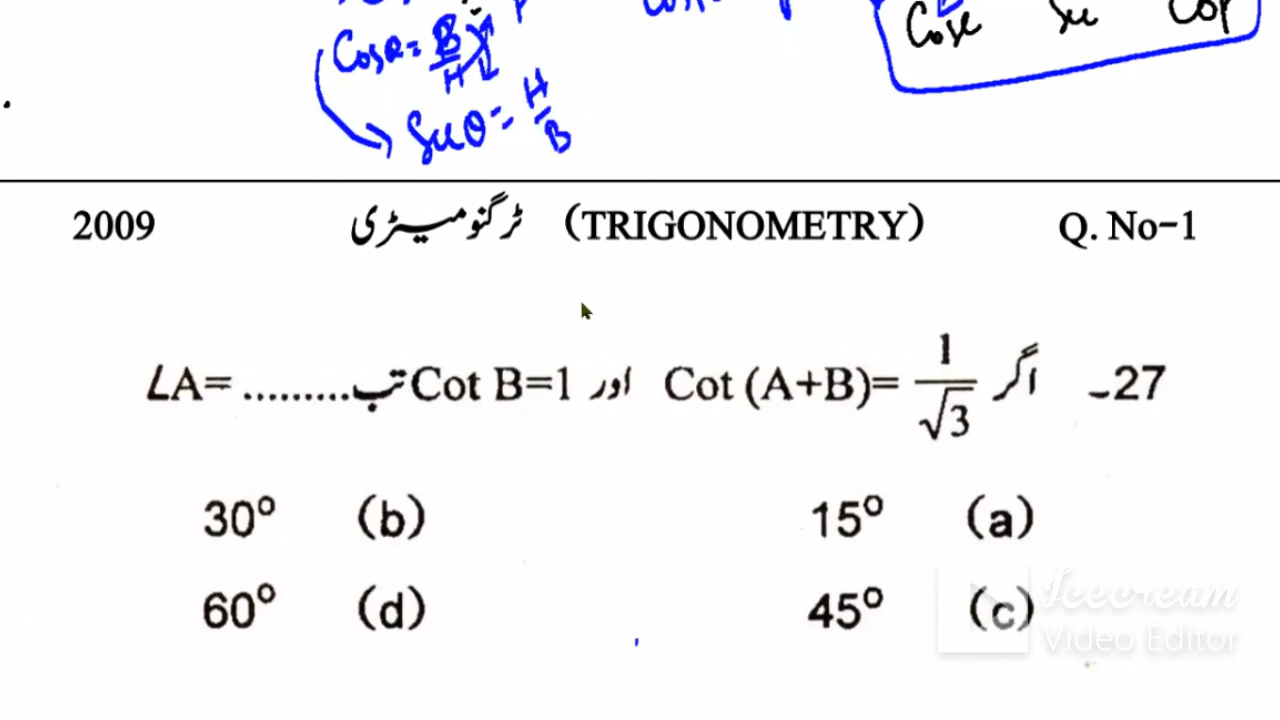 Cosθ = B/H
Cosec Sec Cot
Secθ = H/B
Q. No-1 (TRIGONOMETRY) ٹرگنومیٹری 2009
27۔ اگر Cot (A+B)= 1/√3 اور Cot B=1 تب ......... ∠A=
(a) 15° (b) 30°
(c) 45° (d) 60°
Icecream
Video Editor